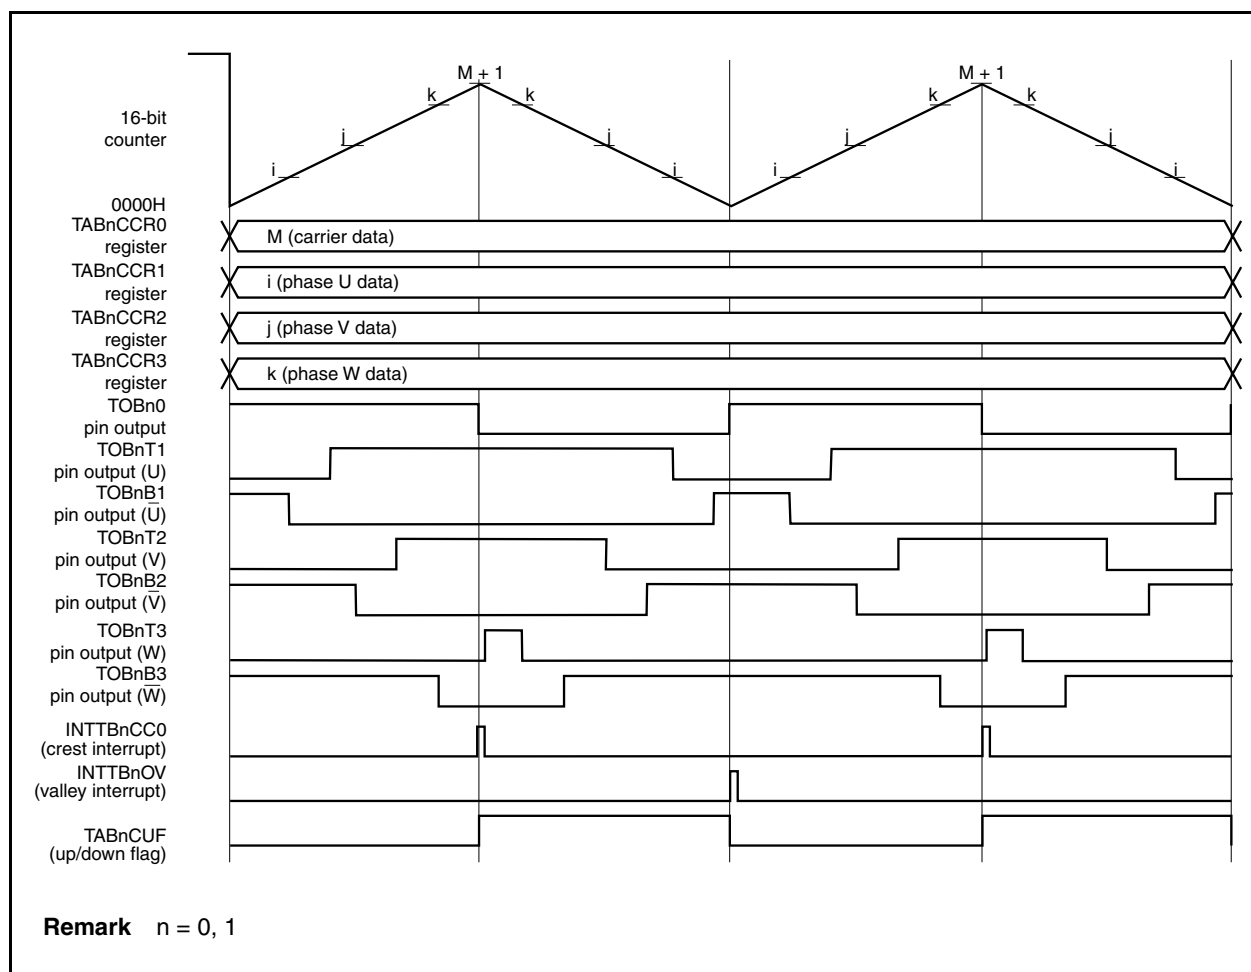 M + 1
M + 1
k
k
k
k
16-bit
counter
j
j
j
j
i
i
i
i
0000H
TABnCCR0
register
M (carrier data)
TABnCCR1
register
i (phase U data)
TABnCCR2
register
j (phase V data)
TABnCCR3
register
k (phase W data)
TOBn0
pin output
TOBnT1
pin output (U)
TOBnB1
pin output (U̅)
TOBnT2
pin output (V)
TOBnB2
pin output (V̅)
TOBnT3
pin output (W)
TOBnB3
pin output (W̅)
INTTBnCC0
(crest interrupt)
INTTBnOV
(valley interrupt)
TABnCUF
(up/down flag)
Remark n = 0, 1